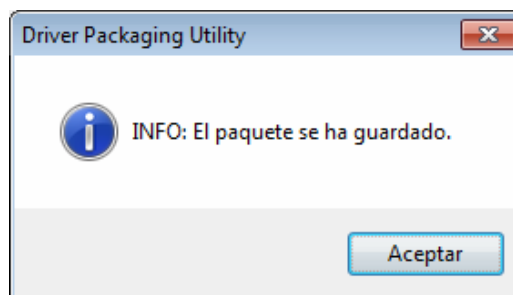 Driver Packaging Utility
INFO: El paquete se ha guardado.
Aceptar